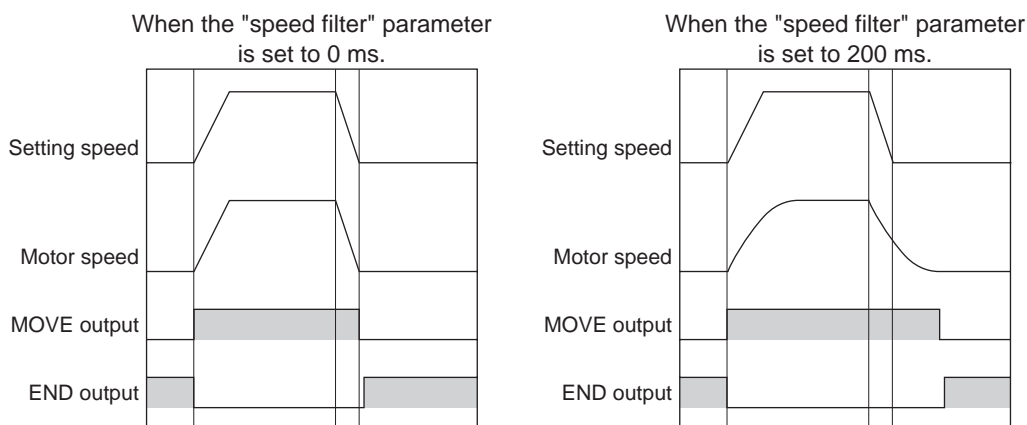 When the "speed filter" parameter
is set to 0 ms.
Setting speed
Motor speed
MOVE output
END output
When the "speed filter" parameter
is set to 200 ms.
Setting speed
Motor speed
MOVE output
END output